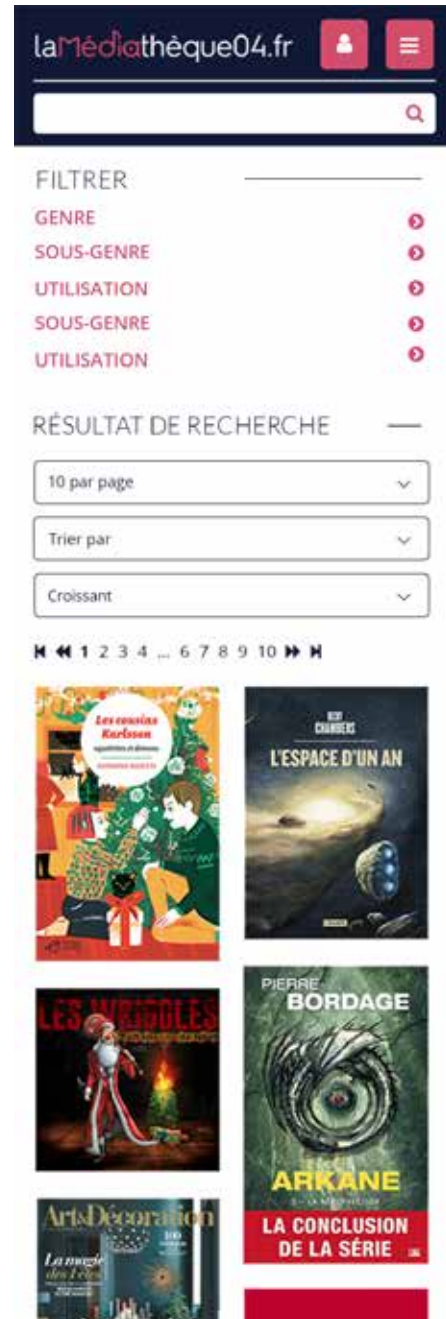 laMédiathèque04.fr
FILTRER
GENRE
SOUS-GENRE
UTILISATION
SOUS-GENRE
UTILISATION
RÉSULTAT DE RECHERCHE
10 par page
Trier par
Croissant
1 2 3 4 ... 6 7 8 9 10
Les cousins
Karlsson
BECKY
CHAMBERS
L'ESPACE D'UN AN
LES WRIGGLES
PIERRE
BORDAGE
ARKANE
LA CONCLUSION
DE LA SÉRIE
Art&Décoration
100
La magie
des Fêtes